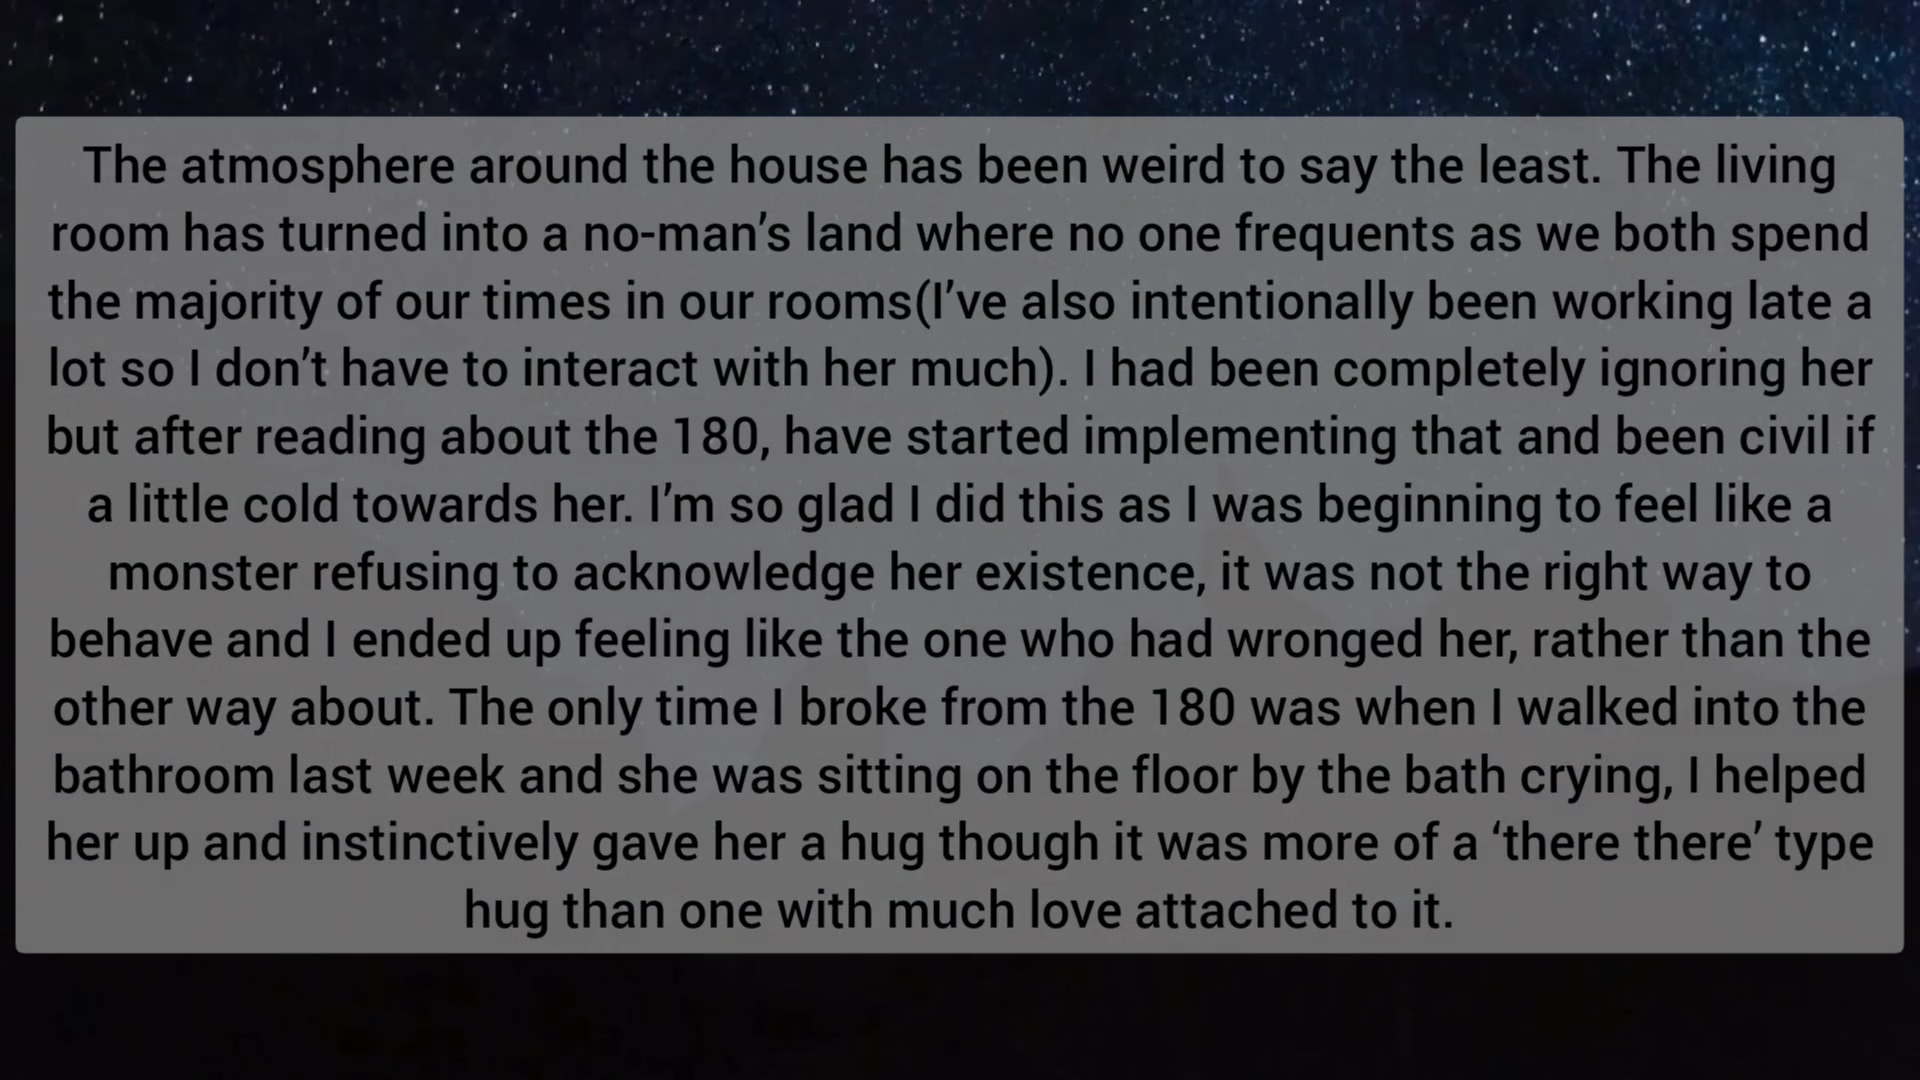 The atmosphere around the house has been weird to say the least. The living
room has turned into a no-man’s land where no one frequents as we both spend
the majority of our times in our rooms(I’ve also intentionally been working late a
lot so I don’t have to interact with her much). I had been completely ignoring her
but after reading about the 180, have started implementing that and been civil if
a little cold towards her. I’m so glad I did this as I was beginning to feel like a
monster refusing to acknowledge her existence, it was not the right way to
behave and I ended up feeling like the one who had wronged her, rather than the
other way about. The only time I broke from the 180 was when I walked into the
bathroom last week and she was sitting on the floor by the bath crying, I helped
her up and instinctively gave her a hug though it was more of a ‘there there’ type
hug than one with much love attached to it.